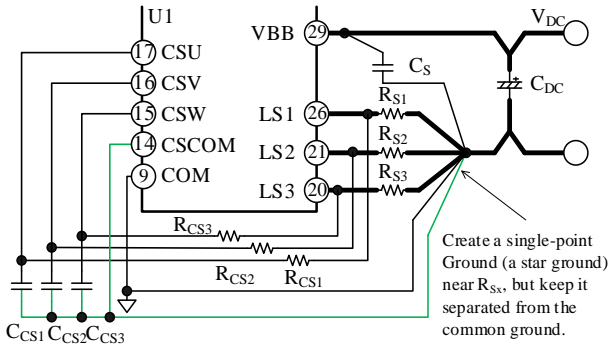 U1
17 CSU
16 CSV
15 CSW
14 CSCOM
9 COM
VBB 29
LS1 26
LS2 21
LS3 20
VDC
CS
CDC
RS1
RS2
RS3
RCS3
RCS2 RCS1
CCS1 CCS2 CCS3
Create a single-point
Ground (a star ground)
near RSx, but keep it
separated from the
common ground.